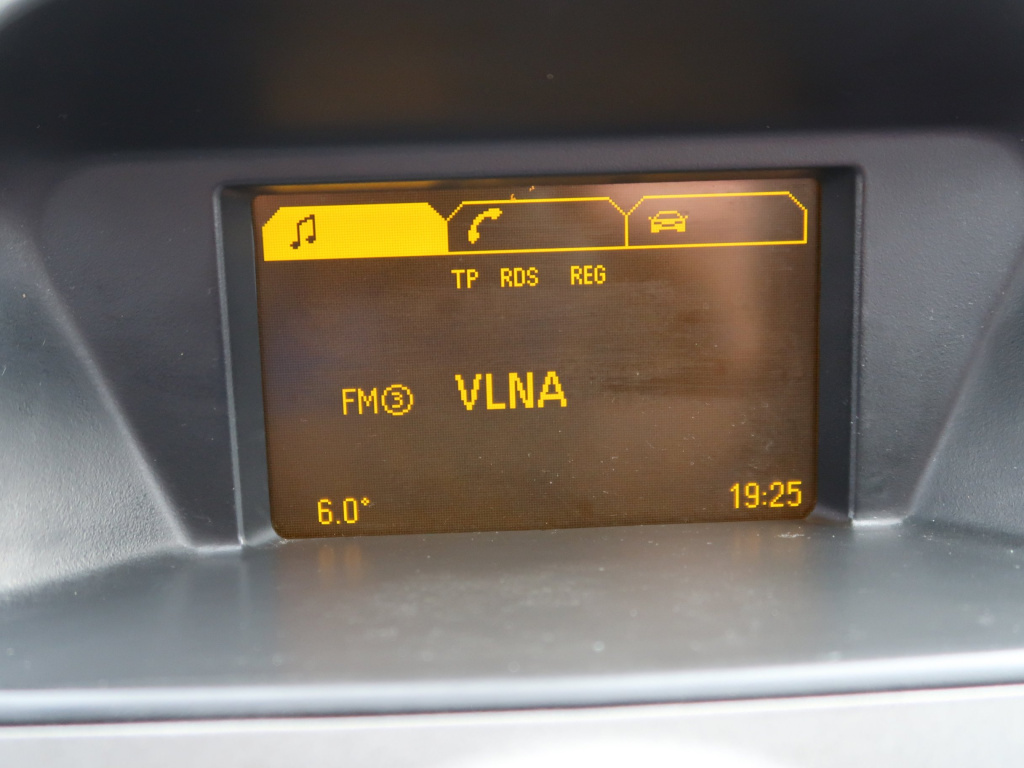 TP RDS REG
FM③ VLNA
6.0° 19:25